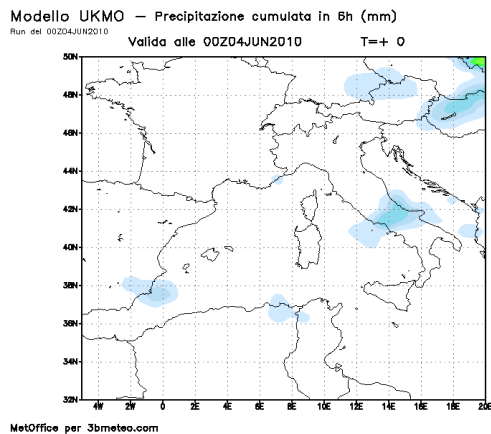 Modello UKMO – Precipitazione cumulata in 6h (mm)
Run del 00Z04JUN2010
Valida alle 00Z04JUN2010 T=+ 0
50N
48N
46N
44N
42N
40N
38N
36N
34N
32N
4W 2W 0 2E 4E 6E 8E 10E 12E 14E 16E 18E 20E
MetOffice per 3bmeteo.com